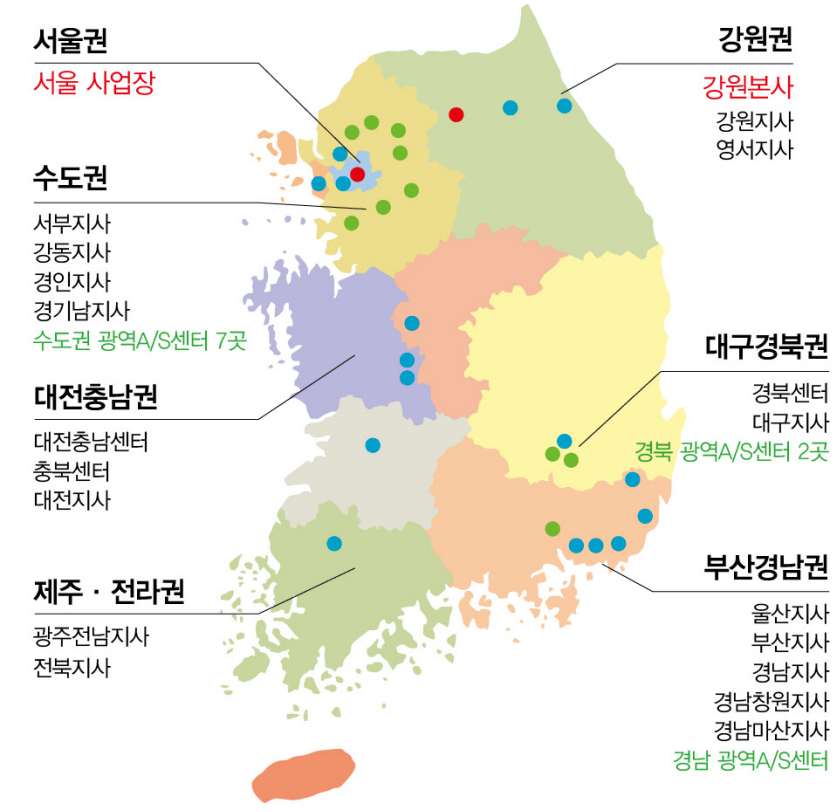 서울권
서울 사업장
수도권
서부지사
강동지사
경인지사
경기남지사
수도권 광역A/S센터 7곳
대전충남권
대전충남센터
충북센터
대전지사
제주 · 전라권
광주전남지사
전북지사
강원권
강원본사
강원지사
영서지사
대구경북권
경북센터
대구지사
경북 광역A/S센터 2곳
부산경남권
울산지사
부산지사
경남지사
경남창원지사
경남마산지사
경남 광역A/S센터